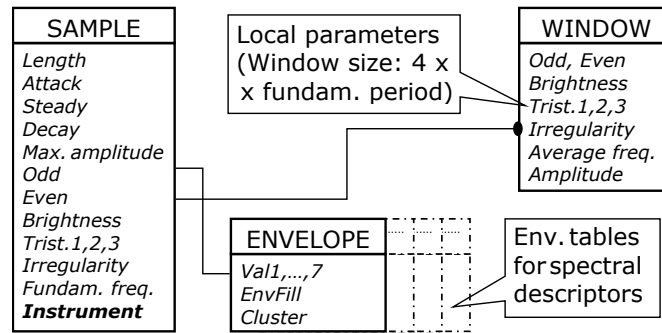 SAMPLE
Length
Attack
Steady
Decay
Max. amplitude
Odd
Even
Brightness
Trist.1,2,3
Irregularity
Fundam. freq.
Instrument
Local parameters
(Window size: 4 x
x fundam. period)
WINDOW
Odd, Even
Brightness
Trist.1,2,3
Irregularity
Average freq.
Amplitude
ENVELOPE
Val1,...,7
EnvFill
Cluster
..... ..... .....
Env. tables
for spectral
descriptors